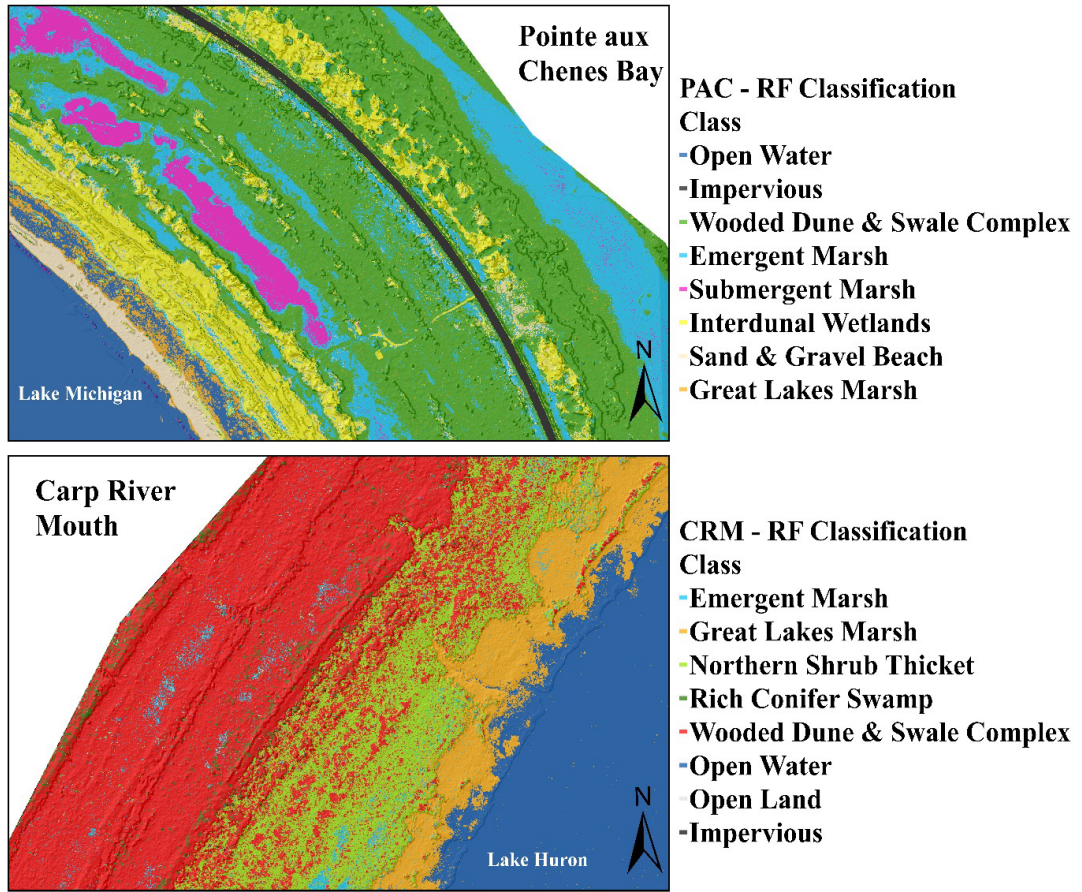 Pointe aux
Chenes Bay
N
Lake Michigan
PAC - RF Classification
Class
Open Water
Impervious
Wooded Dune & Swale Complex
Emergent Marsh
Submergent Marsh
Interdunal Wetlands
Sand & Gravel Beach
Great Lakes Marsh
Carp River
Mouth
N
Lake Huron
CRM - RF Classification
Class
Emergent Marsh
Great Lakes Marsh
Northern Shrub Thicket
Rich Conifer Swamp
Wooded Dune & Swale Complex
Open Water
Open Land
Impervious